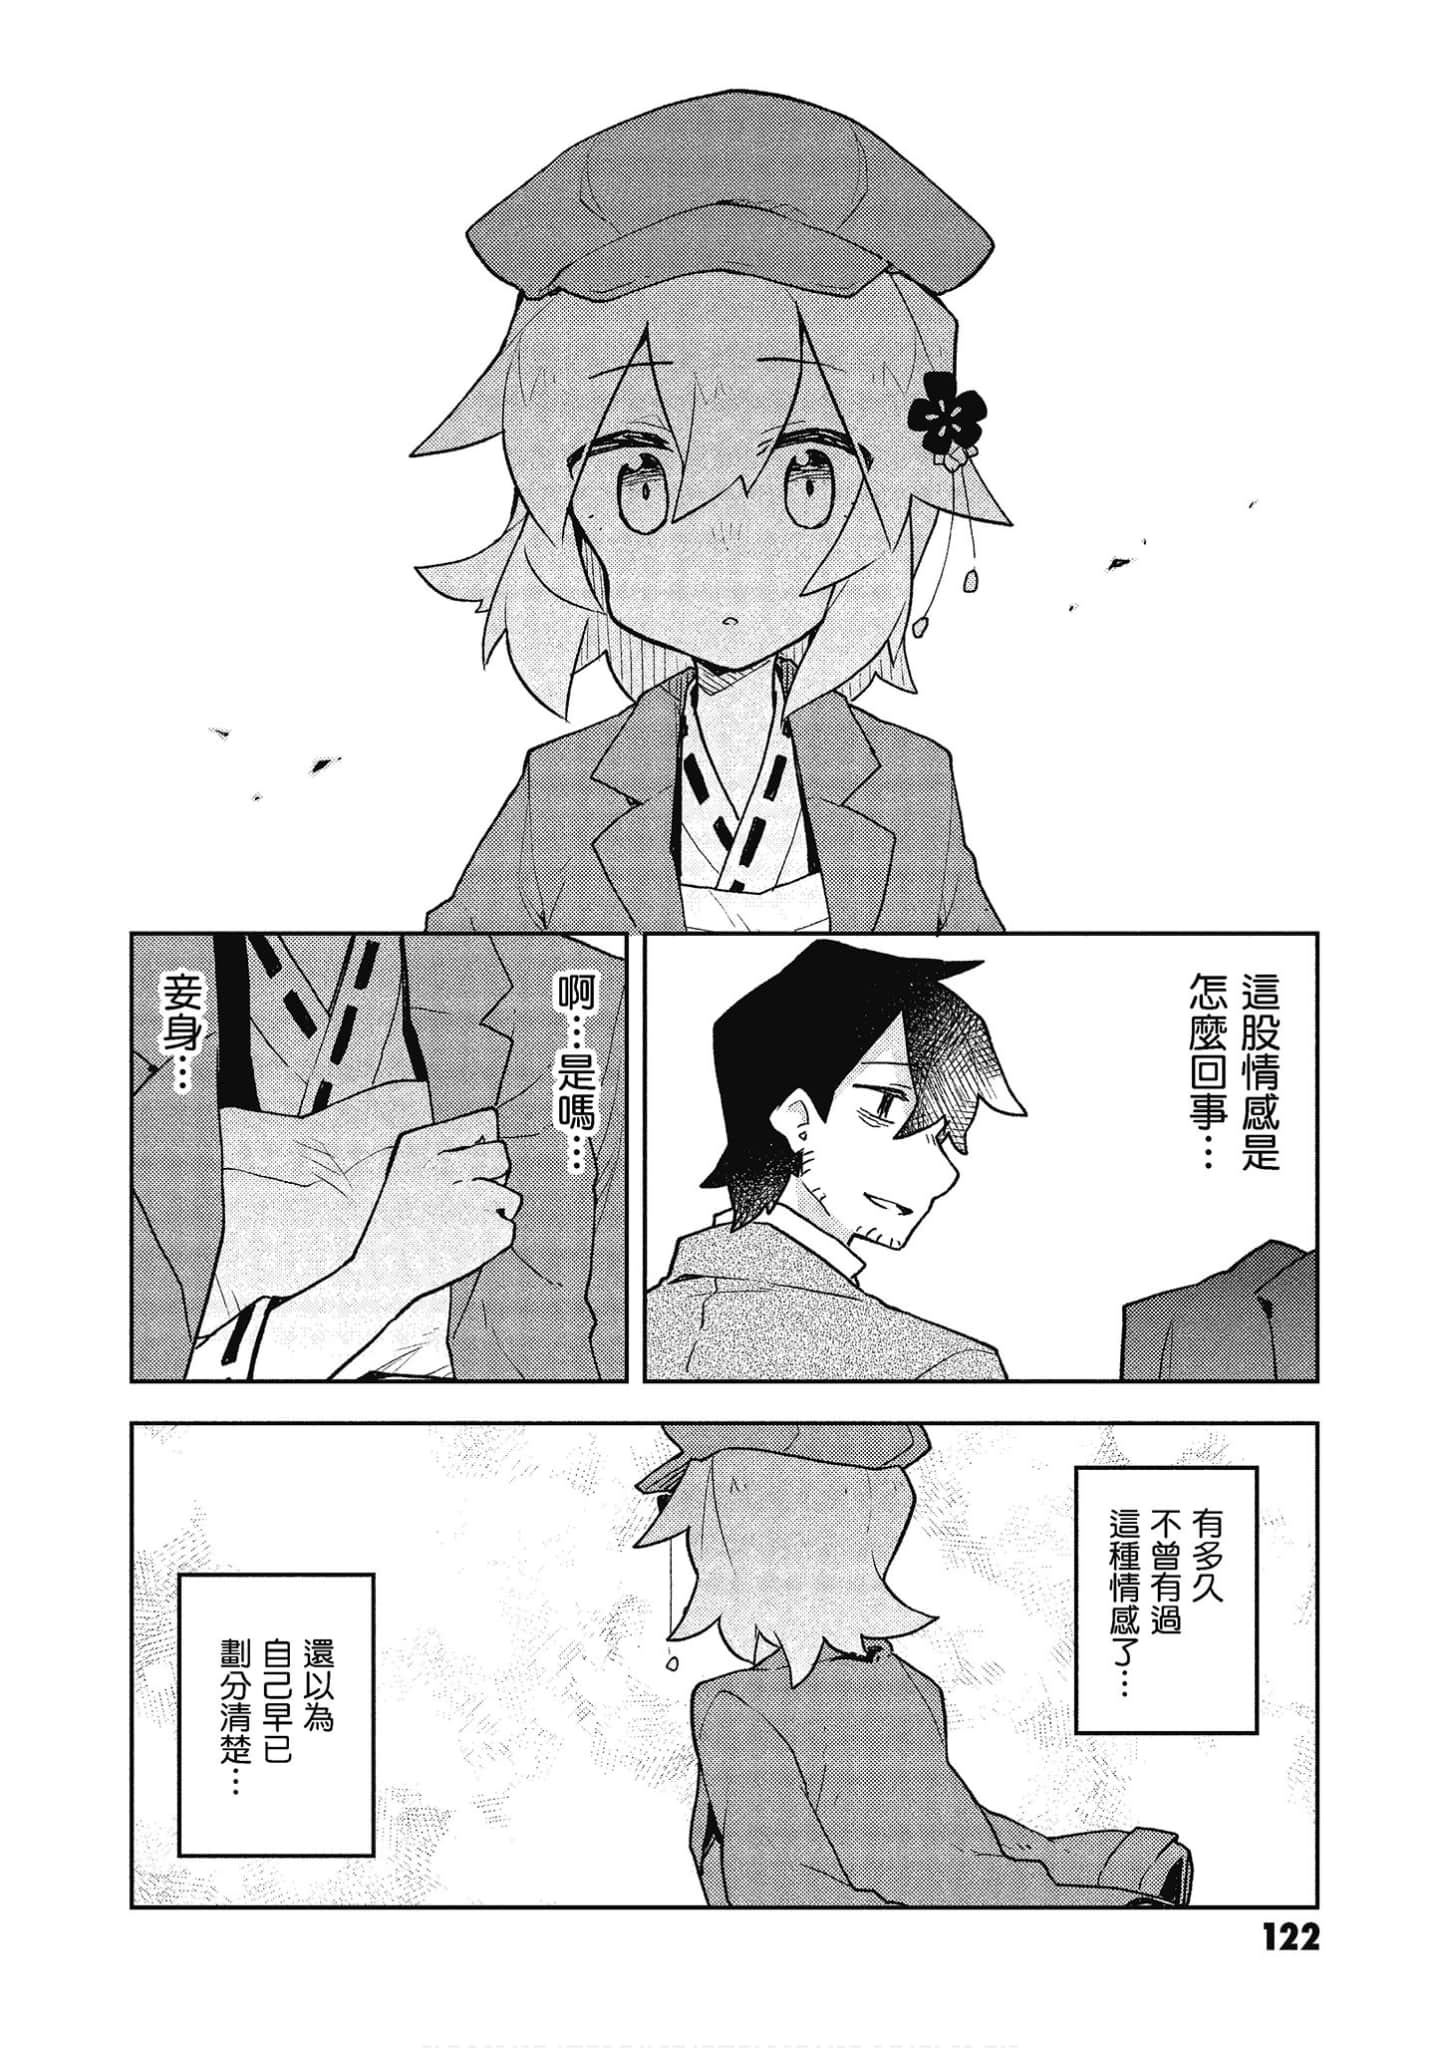 這股情感是
怎麼回事…
啊…是嗎…
妾身…
有多久
不曾有過
這種情感了…
還以為
自己早已
劃分清楚…
122